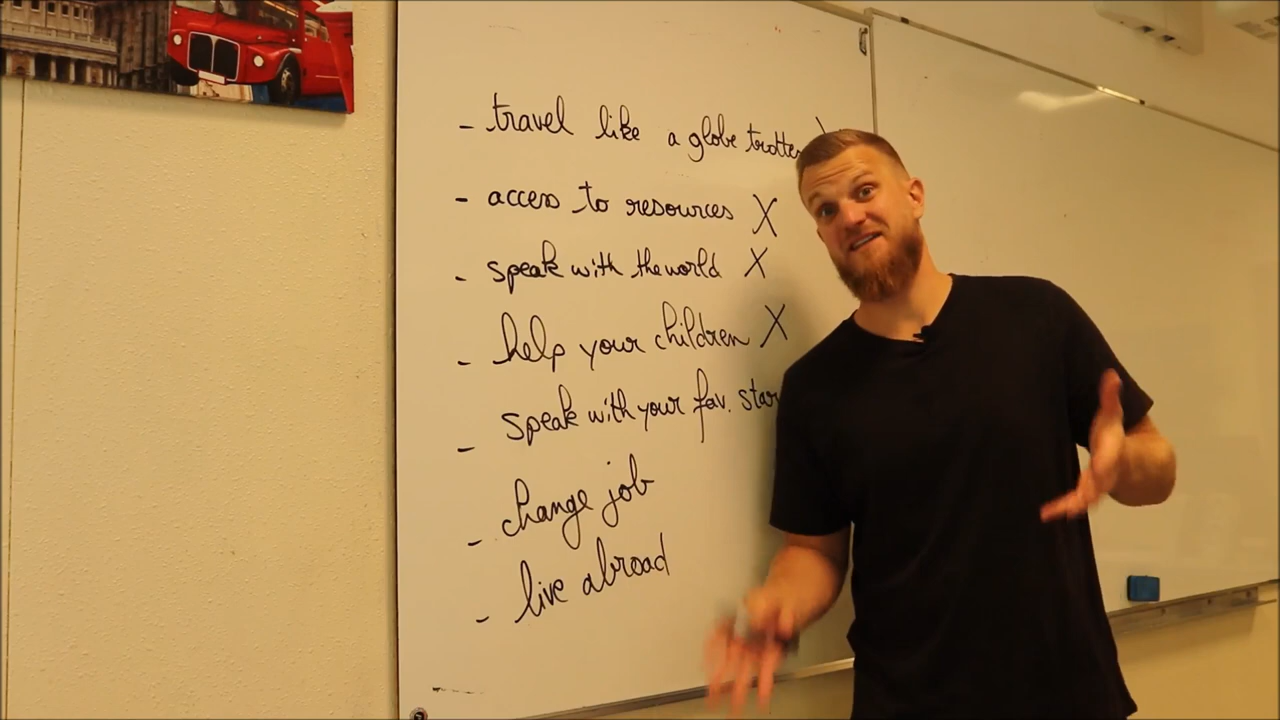 - travel like a globe trotter
- access to resources X
- speak with the world X
- help your children X
- speak with your fav. star
- change job
- live abroad